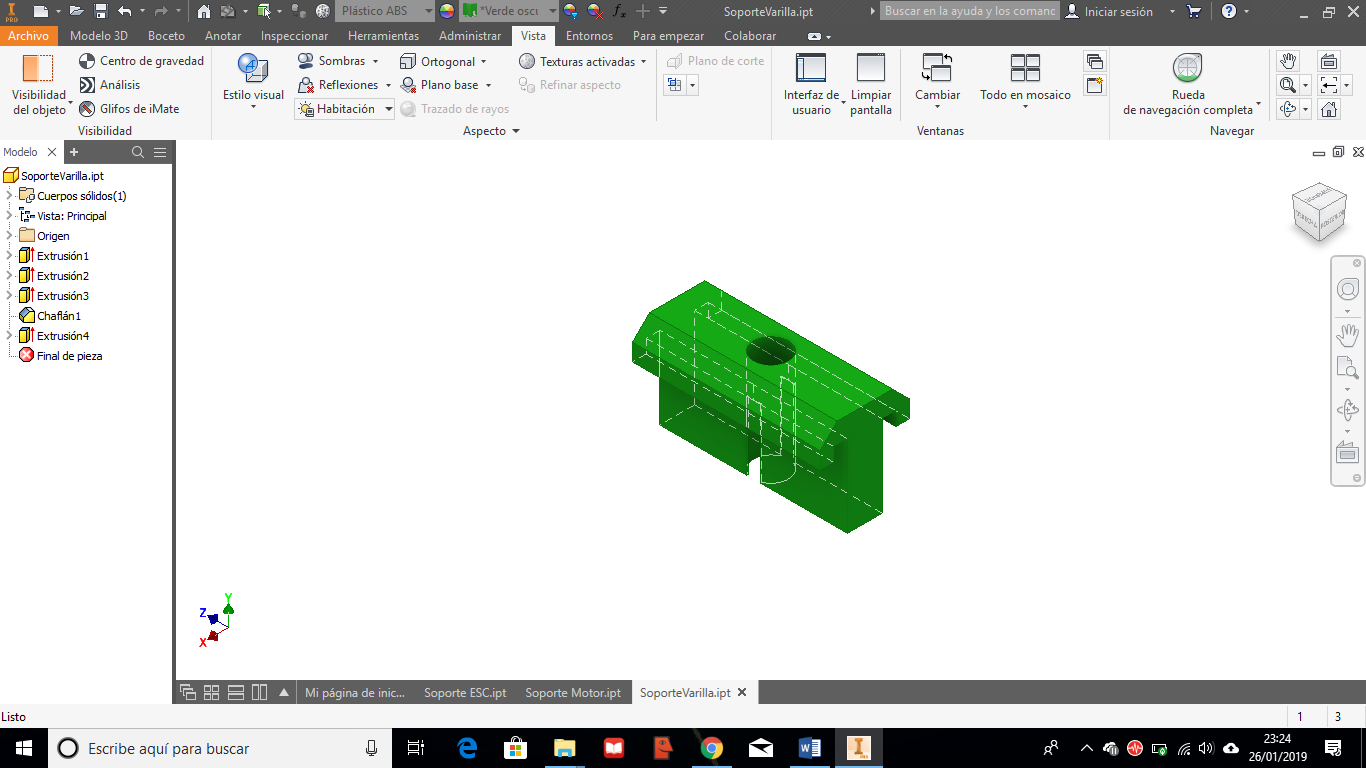 PRO
Plástico ABS
*Verde oscu
fx
SoporteVarilla.ipt
Buscar en la ayuda y los comanc
Iniciar sesión
Archivo
Modelo 3D
Boceto
Anotar
Inspeccionar
Herramientas
Administrar
Vista
Entornos
Para empezar
Colaborar
Visibilidad
del objeto
Centro de gravedad
Análisis
Glifos de iMate
Visibilidad
Estilo visual
Sombras
Reflexiones
Habitación
Ortogonal
Plano base
Trazado de rayos
Texturas activadas
Refinar aspecto
Aspecto
Plano de corte
Interfaz de
usuario
Limpiar
pantalla
Cambiar
Todo en mosaico
Ventanas
Rueda
de navegación completa
Navegar
Modelo
SoporteVarilla.ipt
Cuerpos sólidos(1)
Vista: Principal
Origen
Extrusión1
Extrusión2
Extrusión3
Chaflán1
Extrusión4
Final de pieza
Y
Z
X
Mi página de inic...
Soporte ESC.ipt
Soporte Motor.ipt
SoporteVarilla.ipt
Listo
1
3
Escribe aquí para buscar
23:24
26/01/2019